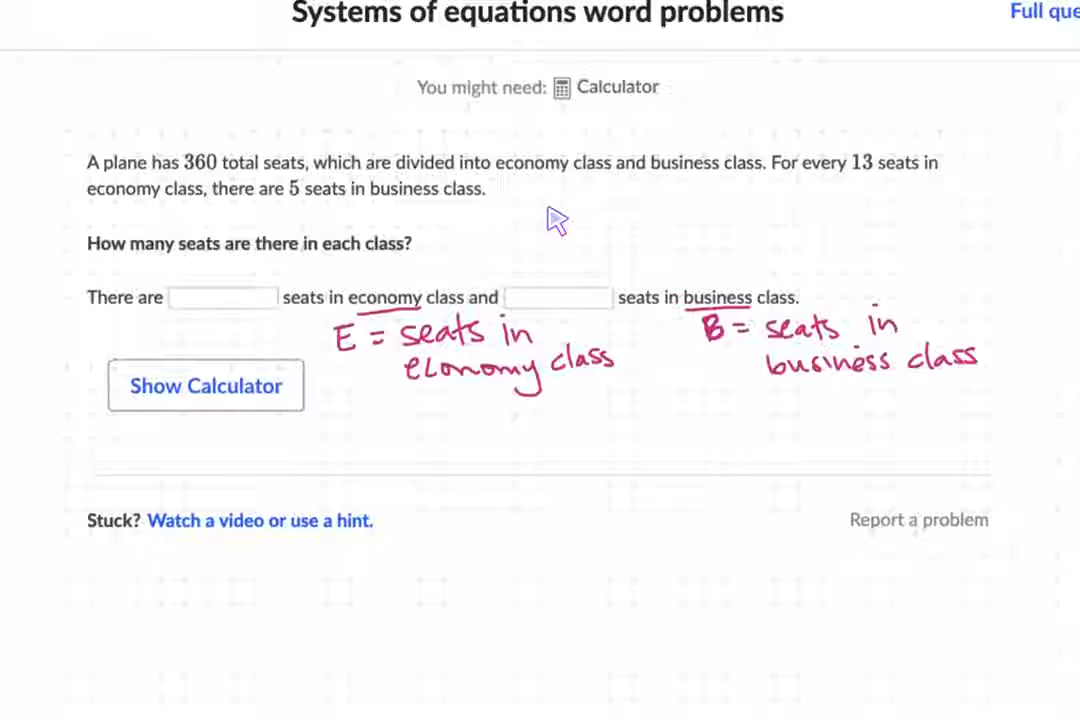 Systems of equations word problems
Full que
You might need: Calculator
A plane has 360 total seats, which are divided into economy class and business class. For every 13 seats in
economy class, there are 5 seats in business class.
How many seats are there in each class?
There are seats in economy class and seats in business class.
E = seats in
economy class
B = seats in
business class
Show Calculator
Stuck? Watch a video or use a hint.
Report a problem